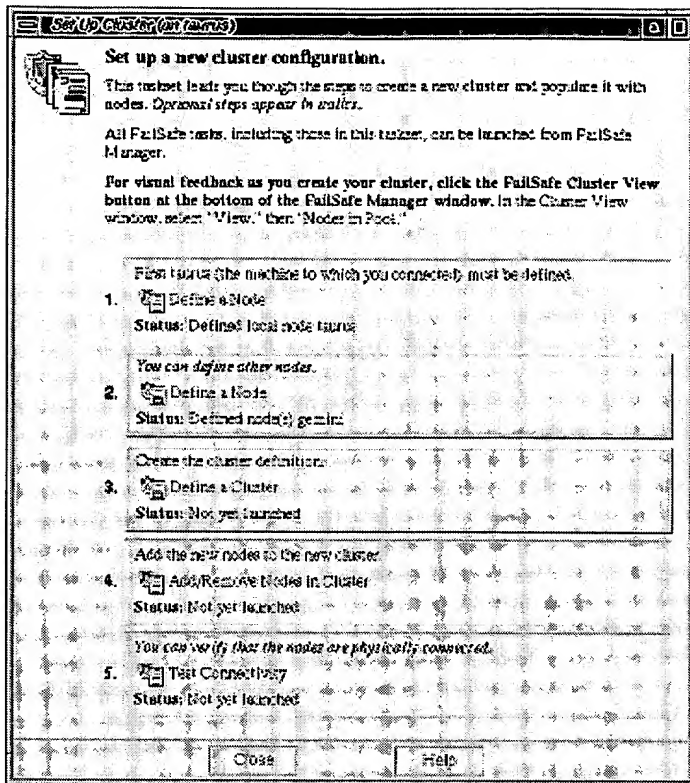 Set Up Cluster (on taurus)
Set up a new cluster configuration.
This taskset leads you though the steps to create a new cluster and populate it with
nodes. Optional steps appear in italics.
All FailSafe tasks, including those in this taskset, can be launched from FailSafe
Manager.
For visual feedback as you create your cluster, click the FailSafe Cluster View
button at the bottom of the FailSafe Manager window. In the Cluster View
window, select "View," then "Nodes in Pool."
First taurus (the machine to which you connected) must be defined.
1. Define a Node
Status: Defined local node taurus
You can define other nodes.
2. Define a Node
Status: Defined node(s) gemini
Create the cluster definitions.
3. Define a Cluster
Status: Not yet launched
Add the new nodes to the new cluster.
4. Add/Remove Nodes in Cluster
Status: Not yet launched
You can verify that the nodes are physically connected.
5. Test Connectivity
Status: Not yet launched
Close
Help